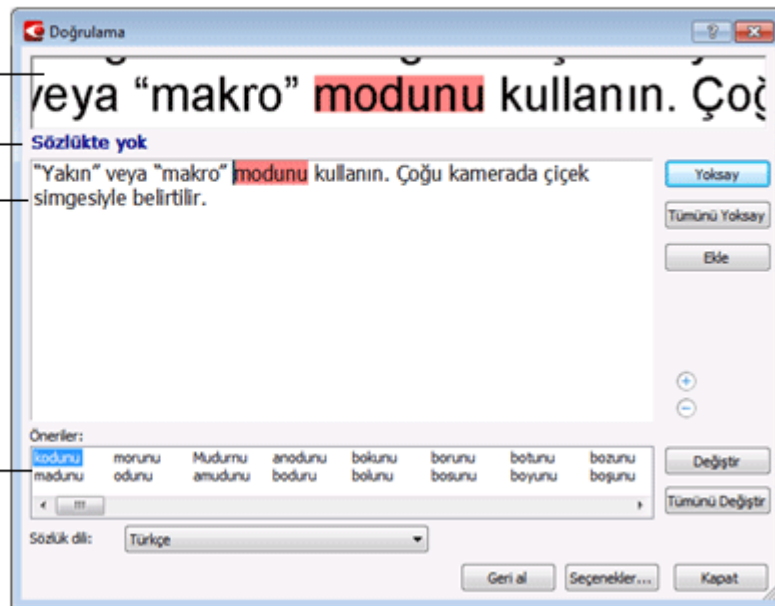 Doğrulama
veya “makro” modunu kullanın. Çoğ
Sözlükte yok
“Yakın” veya “makro” modunu kullanın. Çoğu kamerada çiçek
simgesiyle belirtilir.
Yoksay
Tümünü Yoksay
Ekle
Öneriler:
kodunu morunu Mudurnu anodunu bokunu borunu botunu bozunu
madunu odunu amudunu boduru bolunu bosunu boyunu boşunu
Değiştir
Tümünü Değiştir
Sözlük dili: Türkçe
Geri al Seçenekler... Kapat